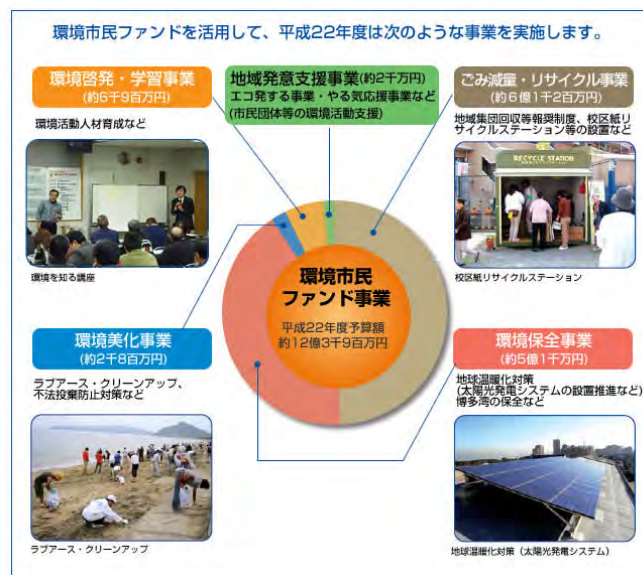 環境市民ファンドを活用して、平成22年度は次のような事業を実施します。
環境啓発・学習事業
(約6千9百万円)
環境活動人材育成など
環境を知る講座
地域発意支援事業(約2千万円)
エコ発する事業・やる気応援事業など
(市民団体等の環境活動支援)
ごみ減量・リサイクル事業
(約6億1千2百万円)
地域集団回収等報奨制度、校区紙リ
サイクルステーション等の設置など
RECYCLE STATION
校区紙リサイクルステーション
環境市民
ファンド事業
平成22年度予算額
約12億3千9百万円
環境美化事業
(約2千8百万円)
ラブアース・クリーンアップ、
不法投棄防止対策など
ラブアース・クリーンアップ
環境保全事業
(約5億1千万円)
地球温暖化対策
(太陽光発電システムの設置推進など)
博多湾の保全など
地球温暖化対策（太陽光発電システム）